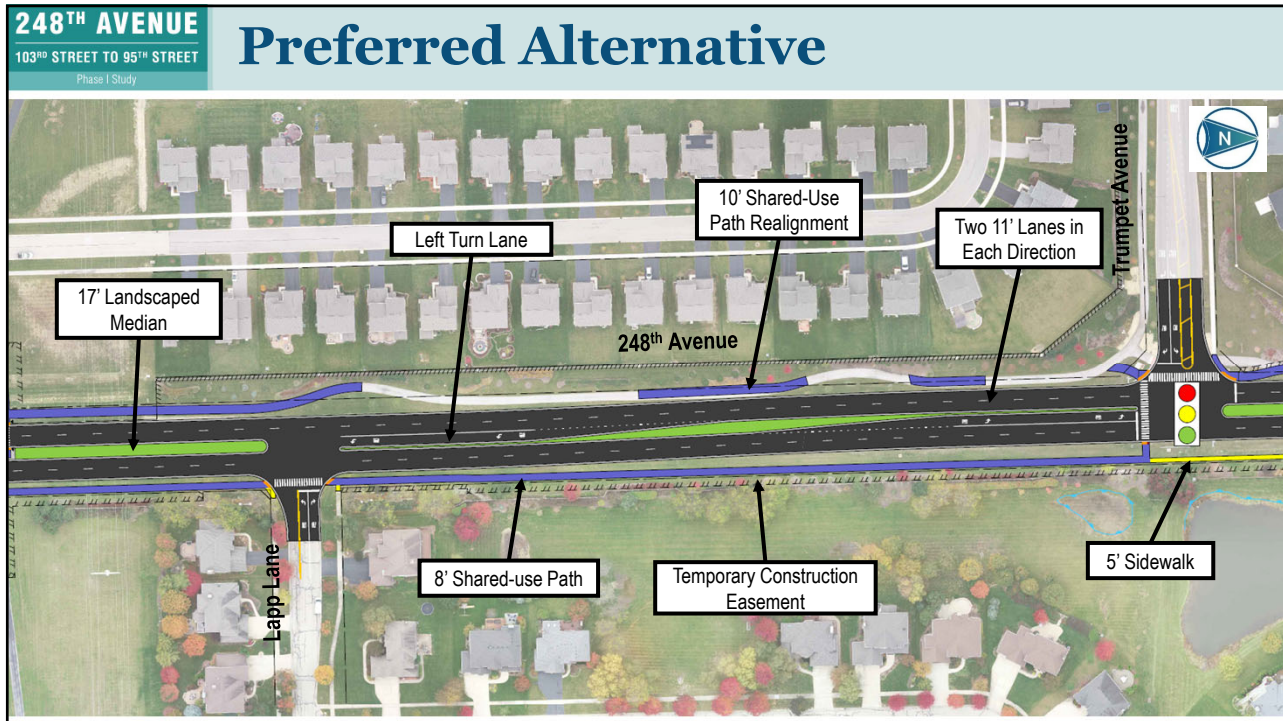 248TH AVENUE
103RD STREET TO 95TH STREET
Phase I Study
Preferred Alternative
N
Trumpet Avenue
10' Shared-Use
Path Realignment
Two 11' Lanes in
Each Direction
Left Turn Lane
17' Landscaped
Median
248th Avenue
8' Shared-use Path
Temporary Construction
Easement
5' Sidewalk
Lapp Lane